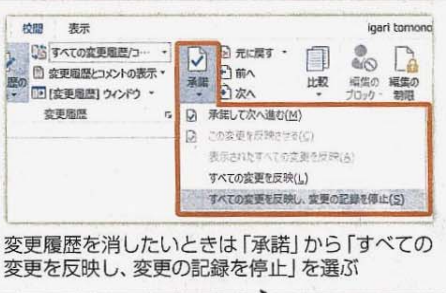 校閲 表示 igari tomono
すべての変更履歴/コ… 元に戻す
変更履歴とコメントの表示 前へ
[変更履歴] ウィンドウ 次へ
歴の 承諾 比較 編集のブロック 編集の制限
変更履歴
承諾して次へ進む(M)
この変更を反映させる(C)
表示されたすべての変更を反映(A)
すべての変更を反映(L)
すべての変更を反映し、変更の記録を停止(S)
変更履歴を消したいときは「承諾」から「すべての
変更を反映し、変更の記録を停止」を選ぶ